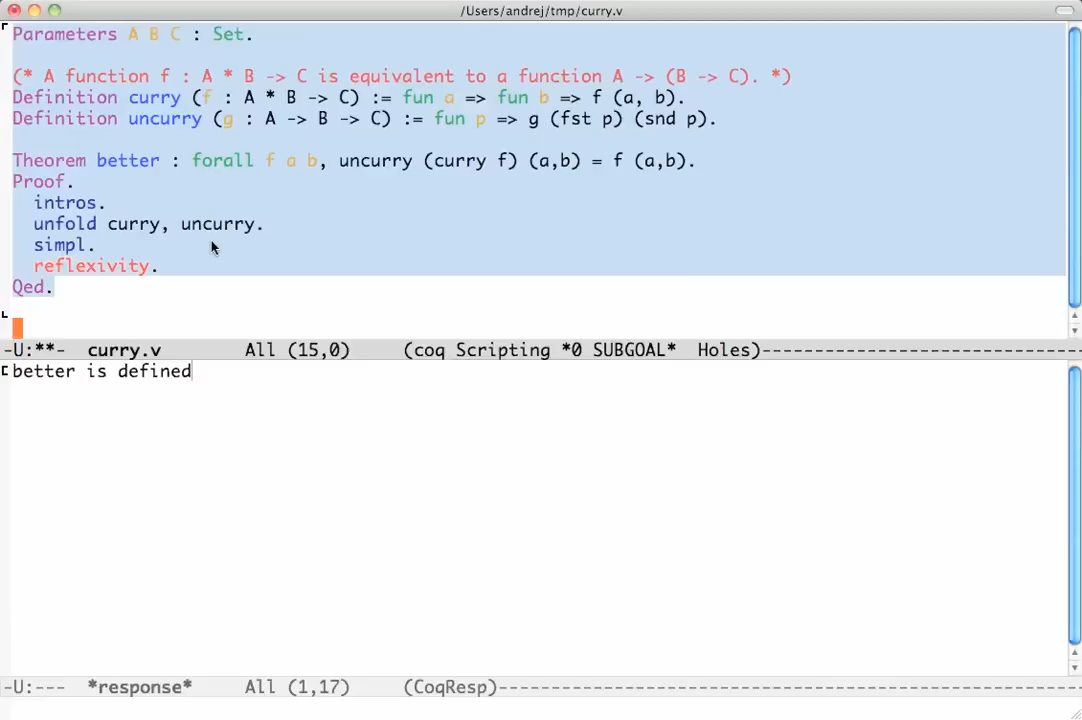 /Users/andrej/tmp/curry.v
Parameters A B C : Set.
(* A function f : A * B -> C is equivalent to a function A -> (B -> C). *)
Definition curry (f : A * B -> C) := fun a => fun b => f (a, b).
Definition uncurry (g : A -> B -> C) := fun p => g (fst p) (snd p).
Theorem better : forall f a b, uncurry (curry f) (a,b) = f (a,b).
Proof.
intros.
unfold curry, uncurry.
simpl.
reflexivity.
Qed.
-U:**- curry.v All (15,0) (coq Scripting *0 SUBGOAL* Holes)------------------------------
better is defined
-U:--- *response* All (1,17) (CoqResp)-------------------------------------------------------